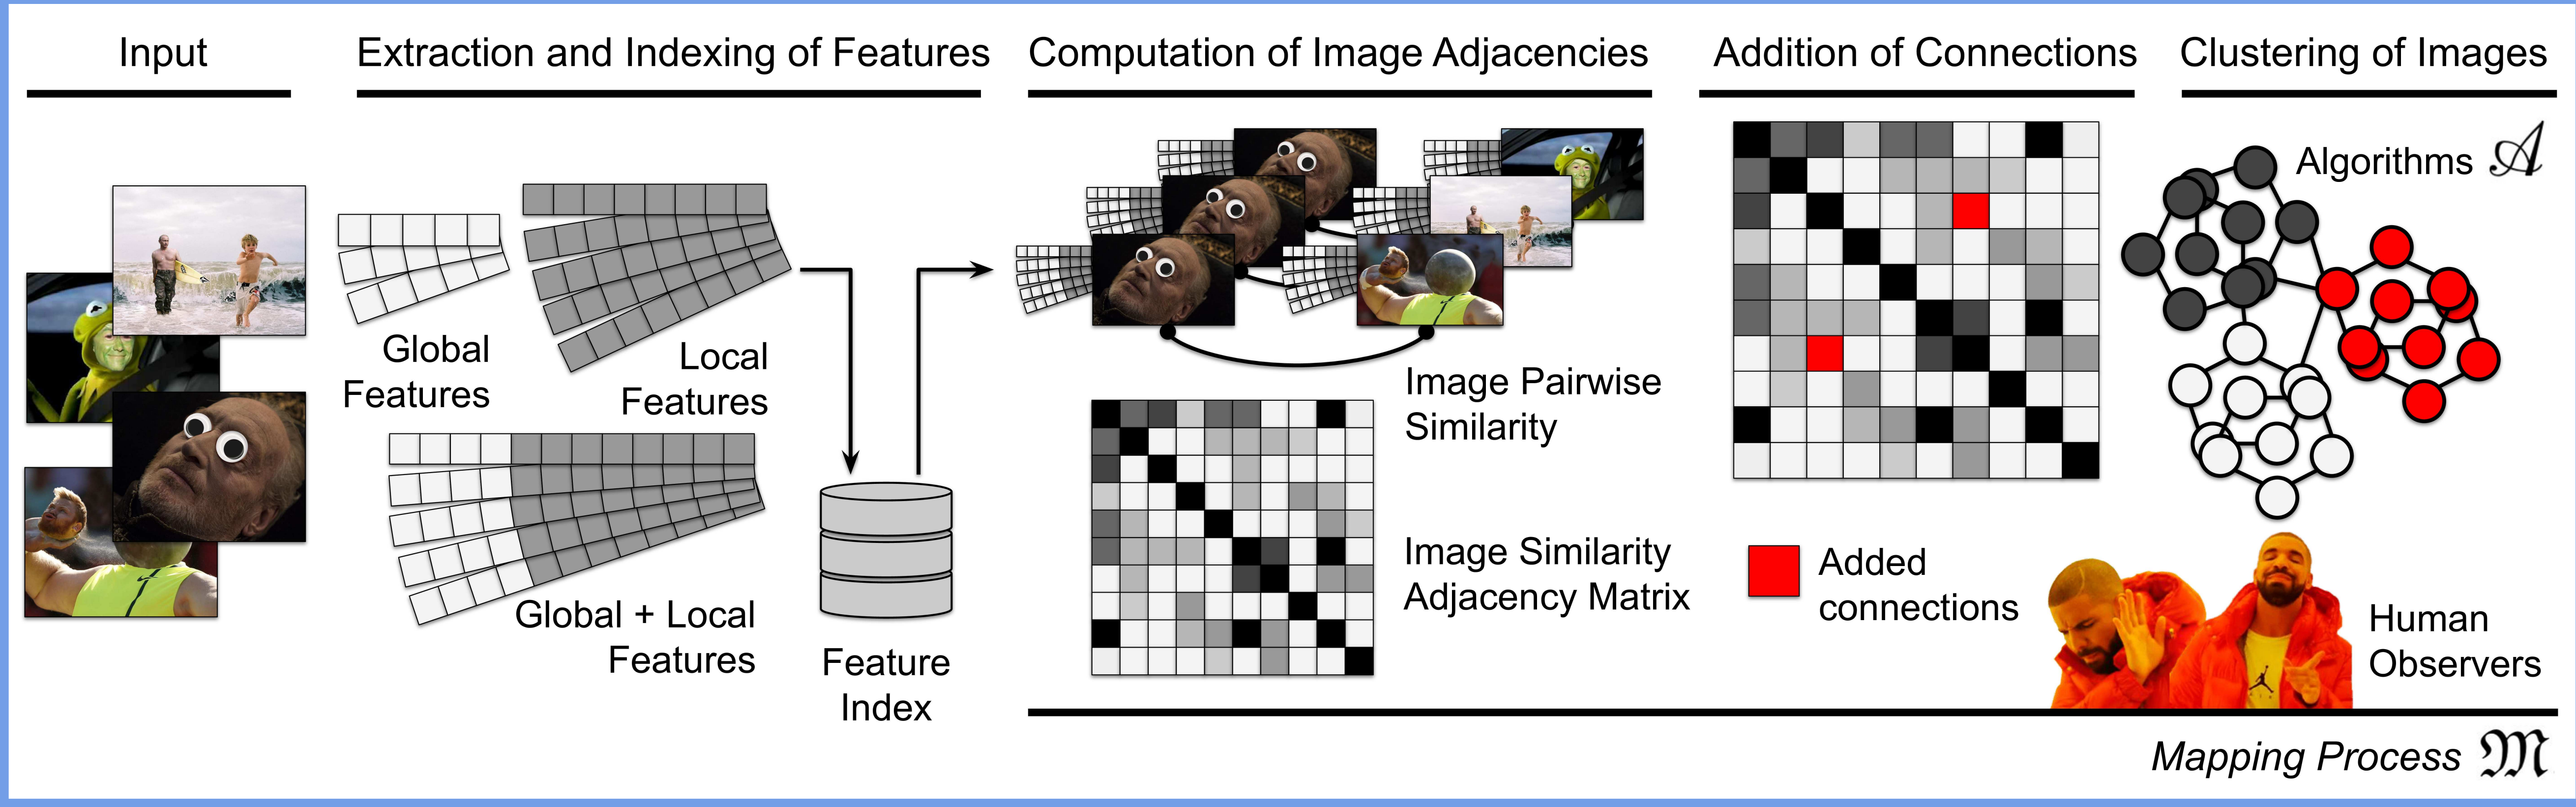 Input
Extraction and Indexing of Features
Computation of Image Adjacencies
Addition of Connections
Clustering of Images
Global
Features
Local
Features
Global + Local
Features
Feature
Index
Image Pairwise
Similarity
Image Similarity
Adjacency Matrix
Added
connections
Algorithms 𝒜
Human
Observers
Mapping Process 𝔐